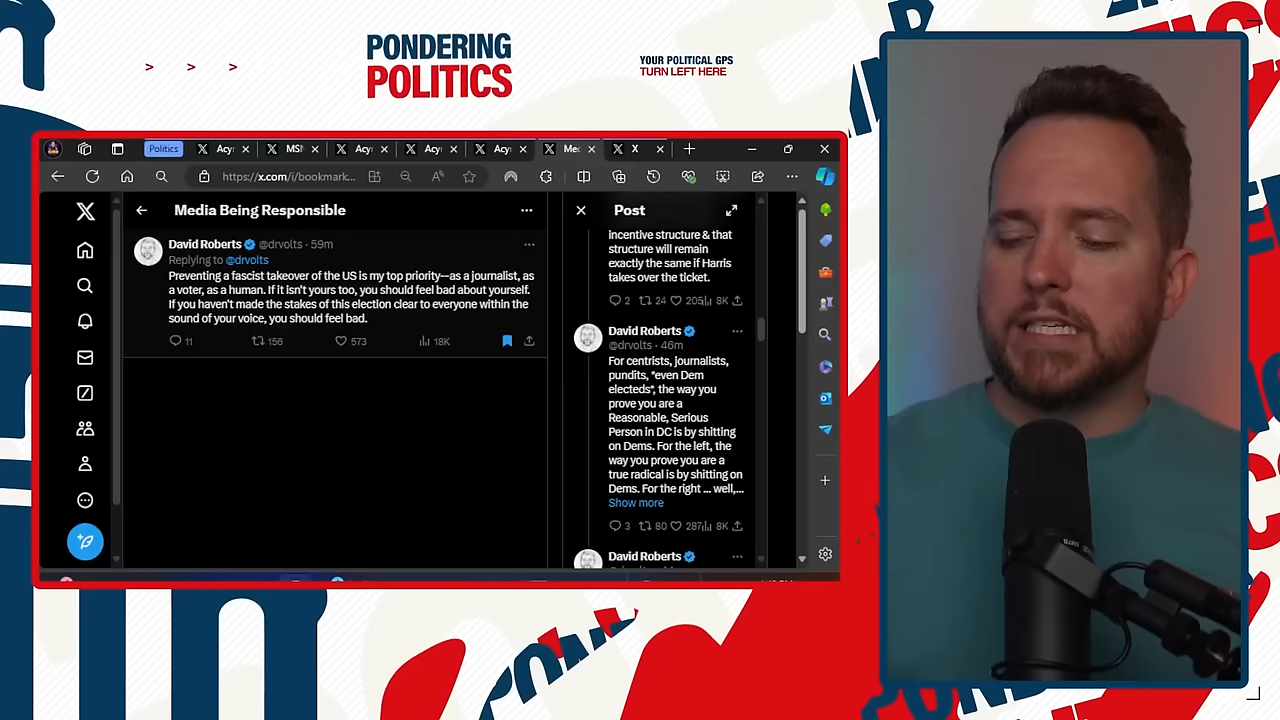 PONDERING
POLITICS
YOUR POLITICAL GPS
TURN LEFT HERE
> > >
Politics
Acyr
MSN
Acyr
Acyr
Acyr
X
https://x.com/i/bookmark...
Media Being Responsible
David Roberts @drvolts · 59m
Replying to @drvolts
Preventing a fascist takeover of the US is my top priority--as a journalist, as
a voter, as a human. If it isn't yours too, you should feel bad about yourself.
If you haven't made the stakes of this election clear to everyone within the
sound of your voice, you should feel bad.
11 156 573 18K
Post
incentive structure & that
structure will remain
exactly the same if Harris
takes over the ticket.
2 24 205 8K
David Roberts
@drvolts · 46m
For centrists, journalists,
pundits, *even Dem
electeds*, the way you
prove you are a
Reasonable, Serious
Person in DC is by shitting
on Dems. For the left, the
way you prove you are a
true radical is by shitting on
Dems. For the right ... well,...
Show more
3 80 287 8K
David Roberts